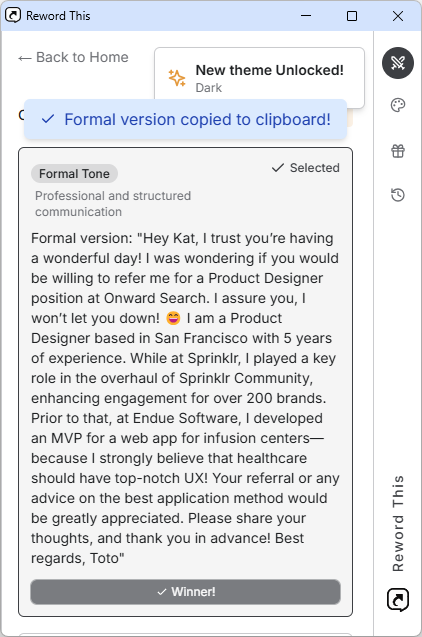 Reword This
← Back to Home
New theme Unlocked!
Dark
✓ Formal version copied to clipboard!
Formal Tone
✓ Selected
Professional and structured
communication
Formal version: "Hey Kat, I trust you’re having
a wonderful day! I was wondering if you would
be willing to refer me for a Product Designer
position at Onward Search. I assure you, I
won’t let you down! 😄 I am a Product
Designer based in San Francisco with 5 years
of experience. While at Sprinklr, I played a key
role in the overhaul of Sprinklr Community,
enhancing engagement for over 200 brands.
Prior to that, at Endue Software, I developed
an MVP for a web app for infusion centers—
because I strongly believe that healthcare
should have top-notch UX! Your referral or any
advice on the best application method would
be greatly appreciated. Please share your
thoughts, and thank you in advance! Best
regards, Toto"
✓ Winner!
Reword This